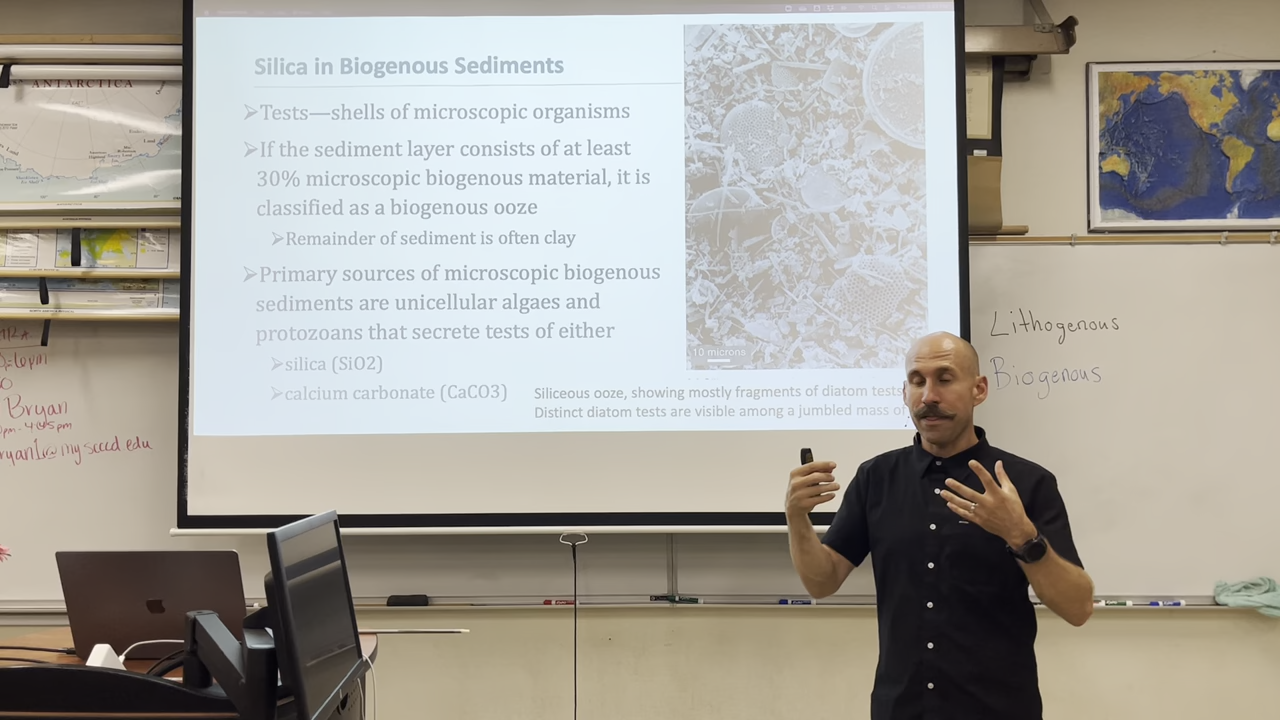 ANTARCTICA
Silica in Biogenous Sediments
➢Tests—shells of microscopic organisms
➢If the sediment layer consists of at least
30% microscopic biogenous material, it is
classified as a biogenous ooze
➢Remainder of sediment is often clay
➢Primary sources of microscopic biogenous
sediments are unicellular algaes and
protozoans that secrete tests of either
➢silica (SiO2)
➢calcium carbonate (CaCO3)
10 microns
Siliceous ooze, showing mostly fragments of diatom tests
Distinct diatom tests are visible among a jumbled mass of
Lithogenous
Biogenous
Bryan